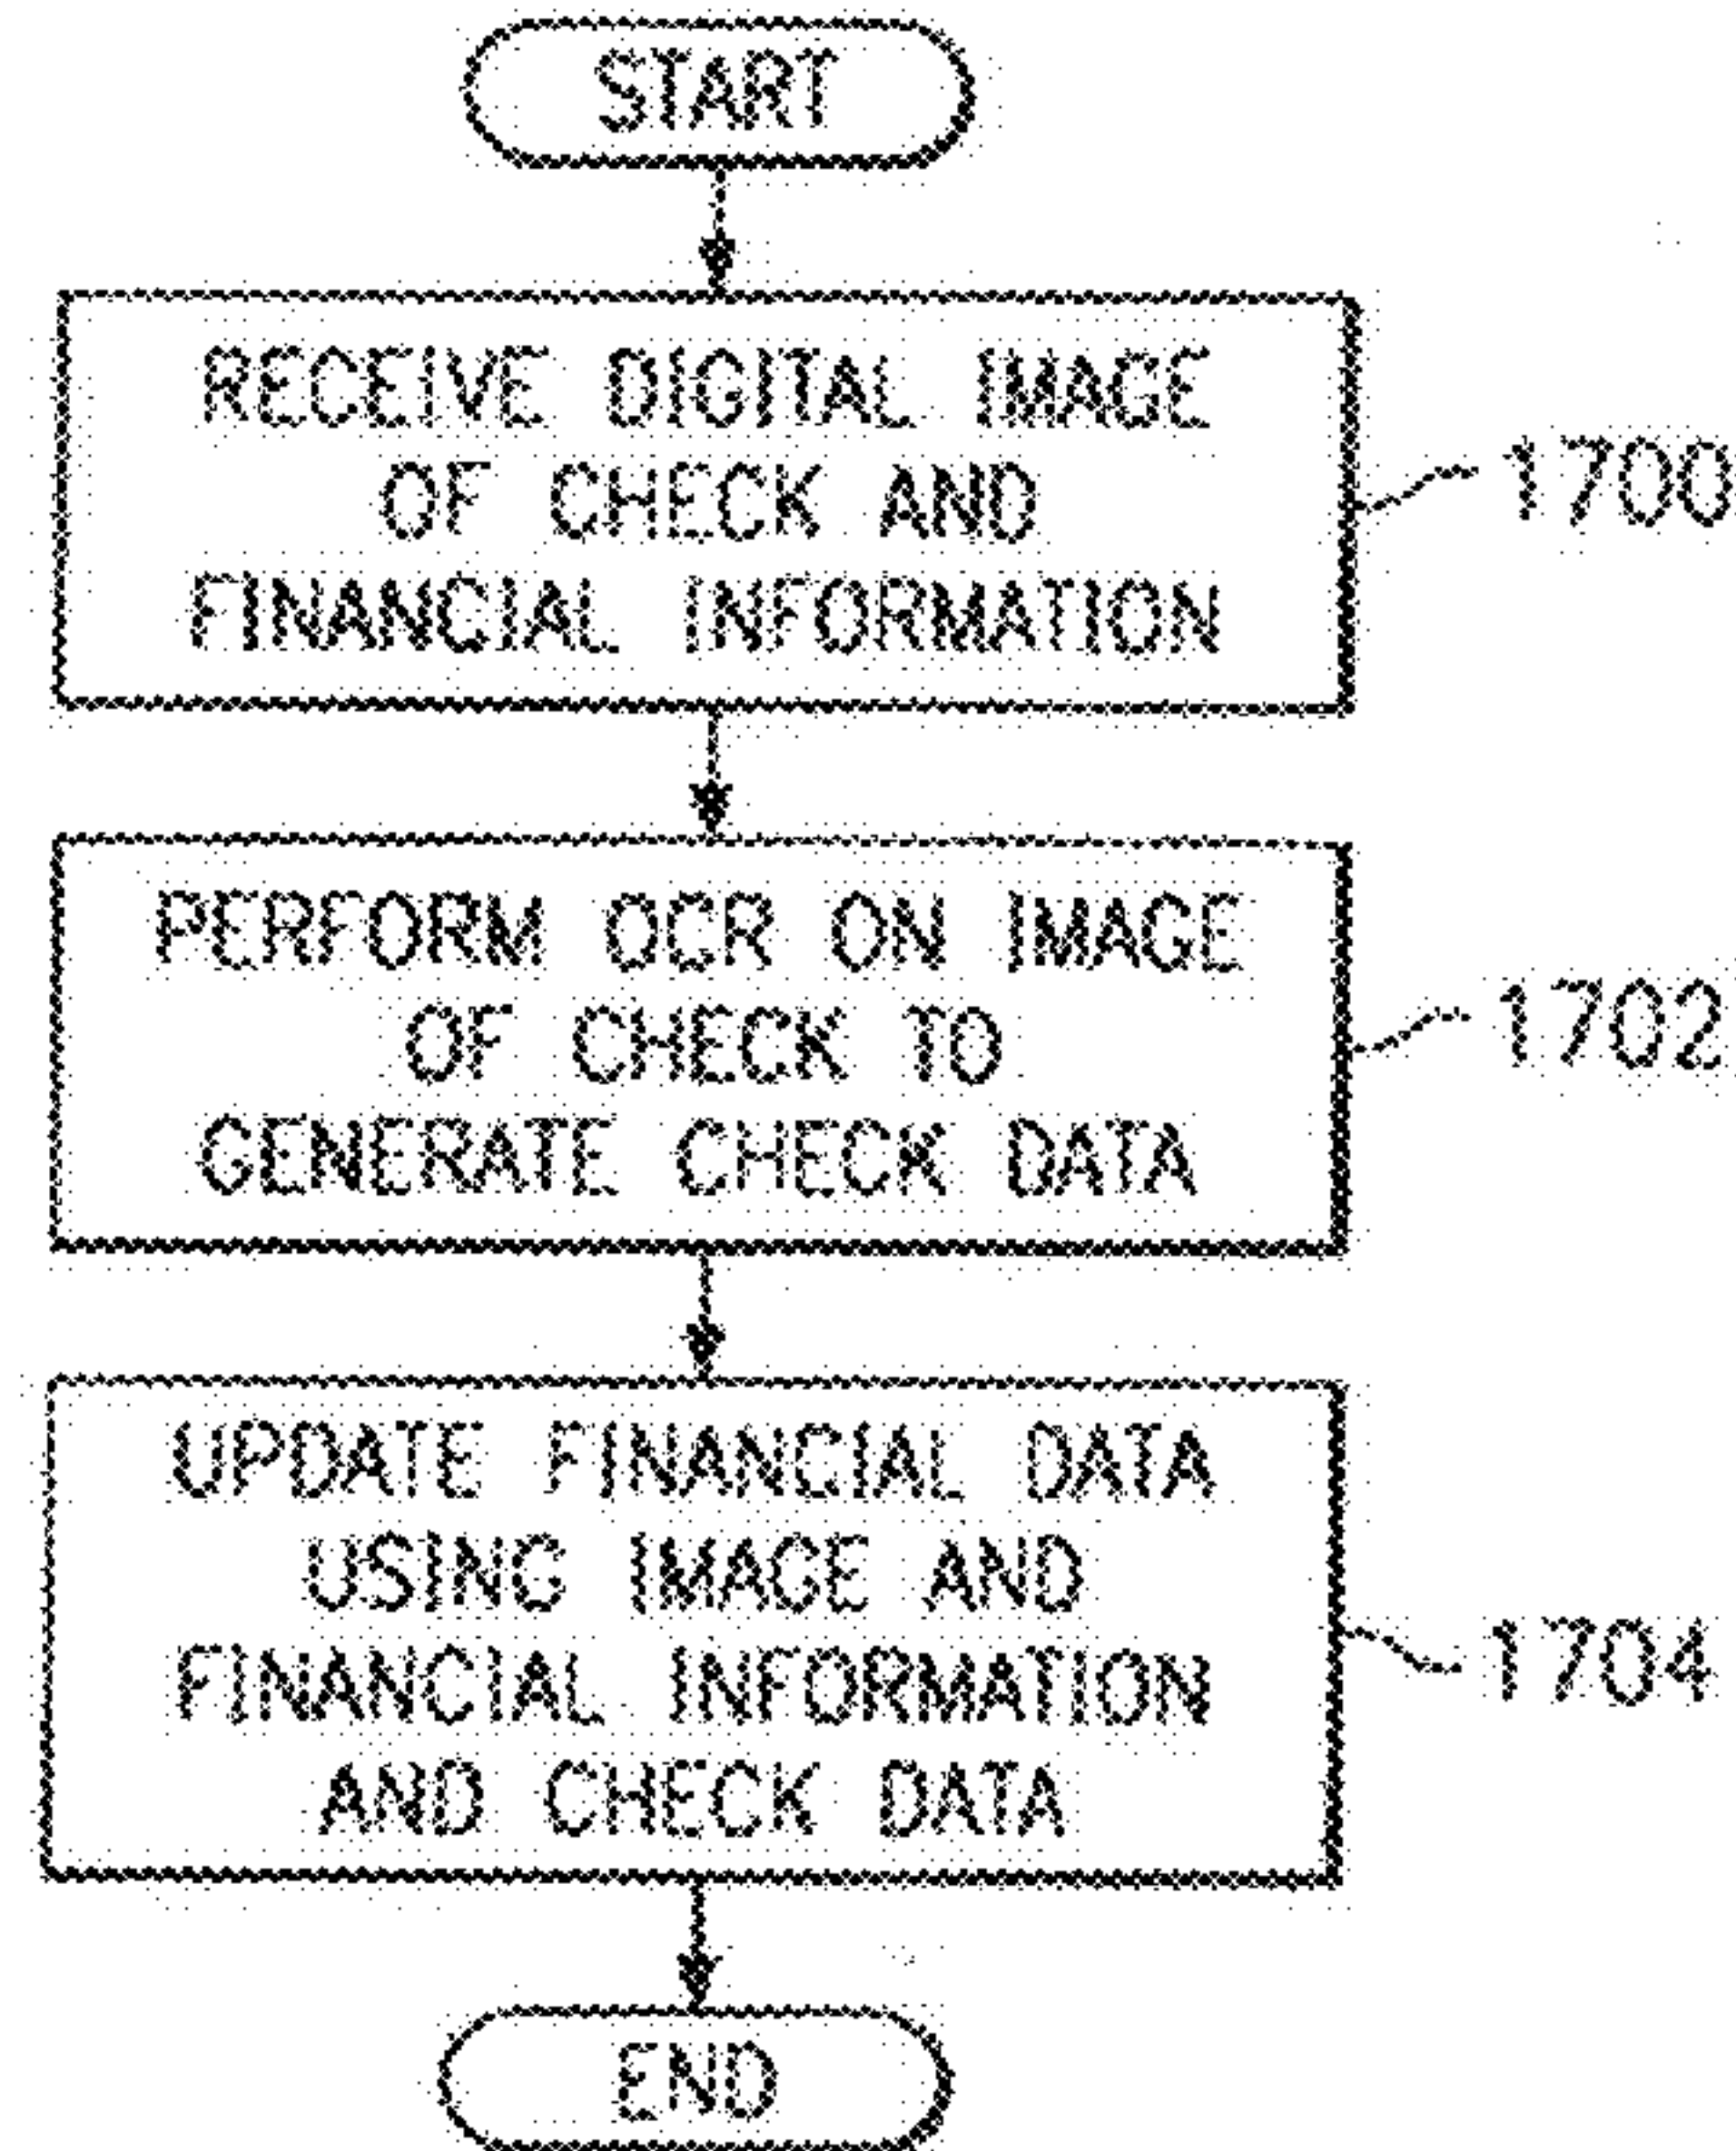 START
RECEIVE DIGITAL IMAGE
OF CHECK AND
FINANCIAL INFORMATION
1700
PERFORM OCR ON IMAGE
OF CHECK TO
GENERATE CHECK DATA
1702
UPDATE FINANCIAL DATA
USING IMAGE AND
FINANCIAL INFORMATION
AND CHECK DATA
1704
END